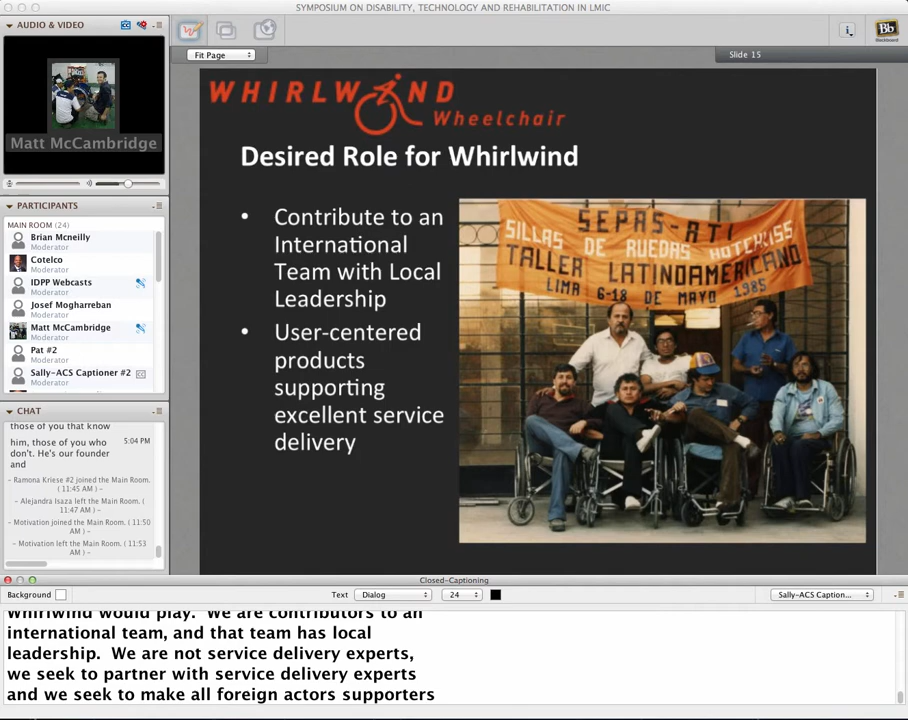 SYMPOSIUM ON DISABILITY, TECHNOLOGY AND REHABILITATION IN LMIC
AUDIO & VIDEO
Matt McCambridge
PARTICIPANTS
MAIN ROOM (24)
Brian Mcneilly
Moderator
Cotelco
Moderator
IDPP Webcasts
Moderator
Josef Mogharreban
Moderator
Matt McCambridge
Moderator
Pat #2
Moderator
Sally-ACS Captioner #2
Moderator
CHAT
those of you that know
him, those of you who 5:04 PM
don't. He's our founder
and
– Ramona Kriese #2 joined the Main Room.
( 11:45 AM ) –
– Alejandra Isaza left the Main Room. (
11:47 AM ) –
– Motivation joined the Main Room. ( 11:50
AM ) –
– Motivation left the Main Room. ( 11:53
AM ) –
Fit Page
Slide 15
Bb
Blackboard
WHIRLWIND
Wheelchair
Desired Role for Whirlwind
• Contribute to an
International
Team with Local
Leadership
• User-centered
products
supporting
excellent service
delivery
SEPAS-ATI
SILLAS DE RUEDAS HOTCHKISS
TALLER LATINOAMERICANO
LIMA 6-18 DE MAYO 1985
Closed-Captioning
Background
Text Dialog 24
Sally-ACS Caption...
Whirlwind would play. We are contributors to an
international team, and that team has local
leadership. We are not service delivery experts,
we seek to partner with service delivery experts
and we seek to make all foreign actors supporters